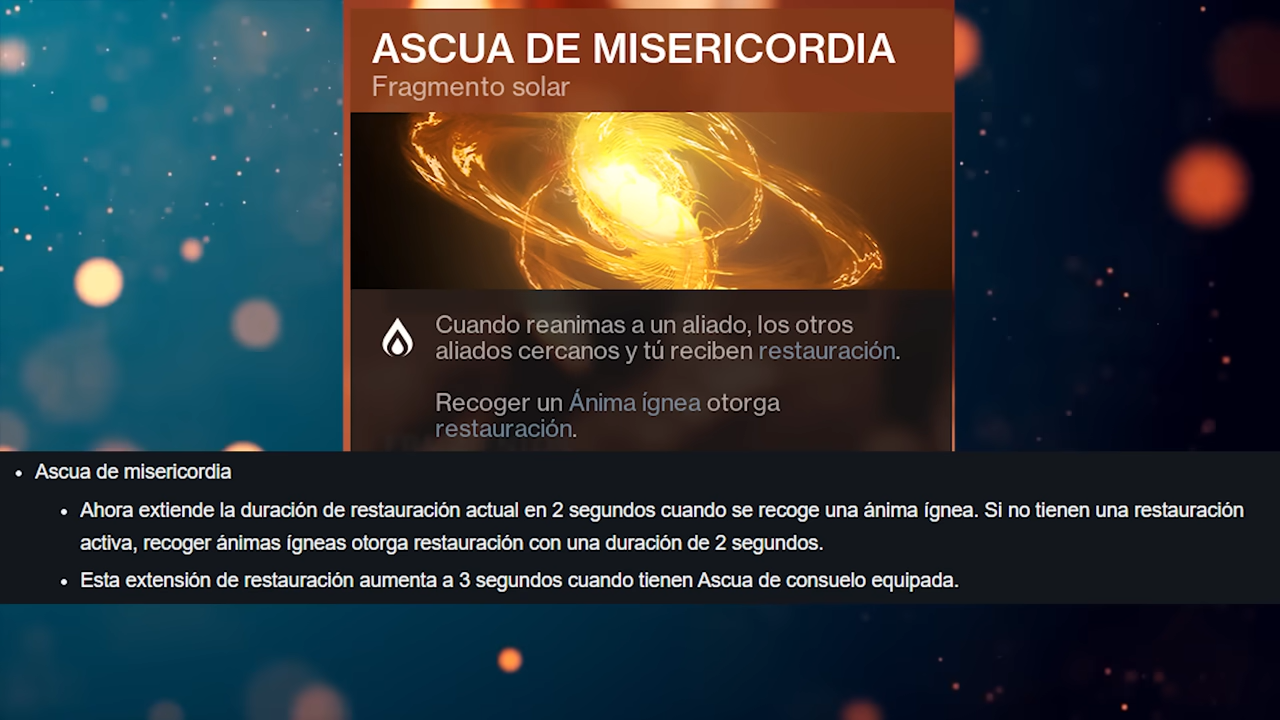 ASCUA DE MISERICORDIA
Fragmento solar
Cuando reanimas a un aliado, los otros
aliados cercanos y tú reciben restauración.
Recoger un Ánima ígnea otorga
restauración.
• Ascua de misericordia
• Ahora extiende la duración de restauración actual en 2 segundos cuando se recoge una ánima ígnea. Si no tienen una restauración
activa, recoger ánimas ígneas otorga restauración con una duración de 2 segundos.
• Esta extensión de restauración aumenta a 3 segundos cuando tienen Ascua de consuelo equipada.